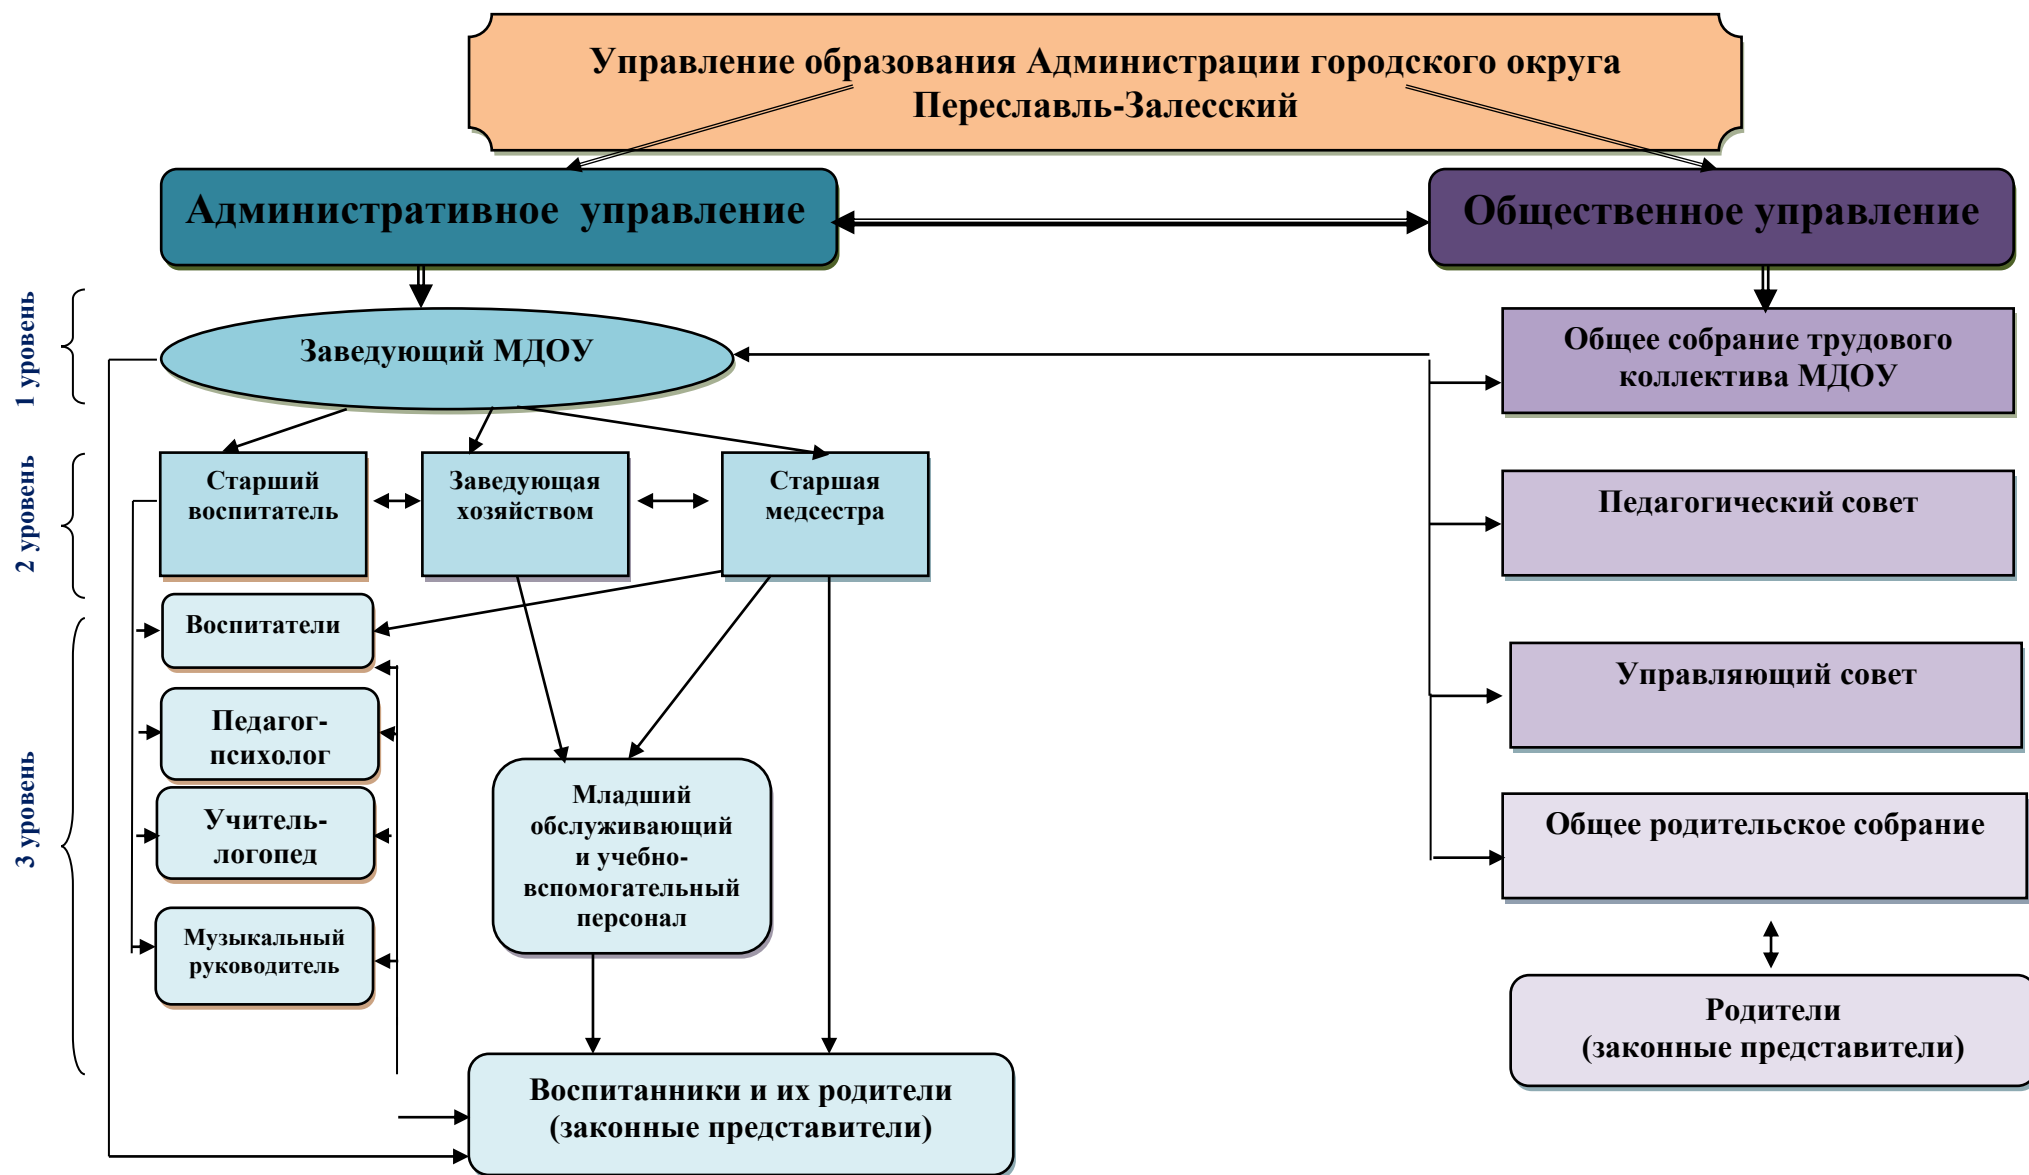 Управление образования Администрации городского округа
Переславль-Залесский
Административное управление
Общественное управление
1 уровень
Заведующий МДОУ
Общее собрание трудового
коллектива МДОУ
2 уровень
Старший
воспитатель
Заведующая
хозяйством
Старшая
медсестра
Педагогический совет
3 уровень
Воспитатели
Педагог-
психолог
Учитель-
логопед
Музыкальный
руководитель
Младший
обслуживающий
и учебно-
вспомогательный
персонал
Управляющий совет
Общее родительское собрание
Родители
(законные представители)
Воспитанники и их родители
(законные представители)